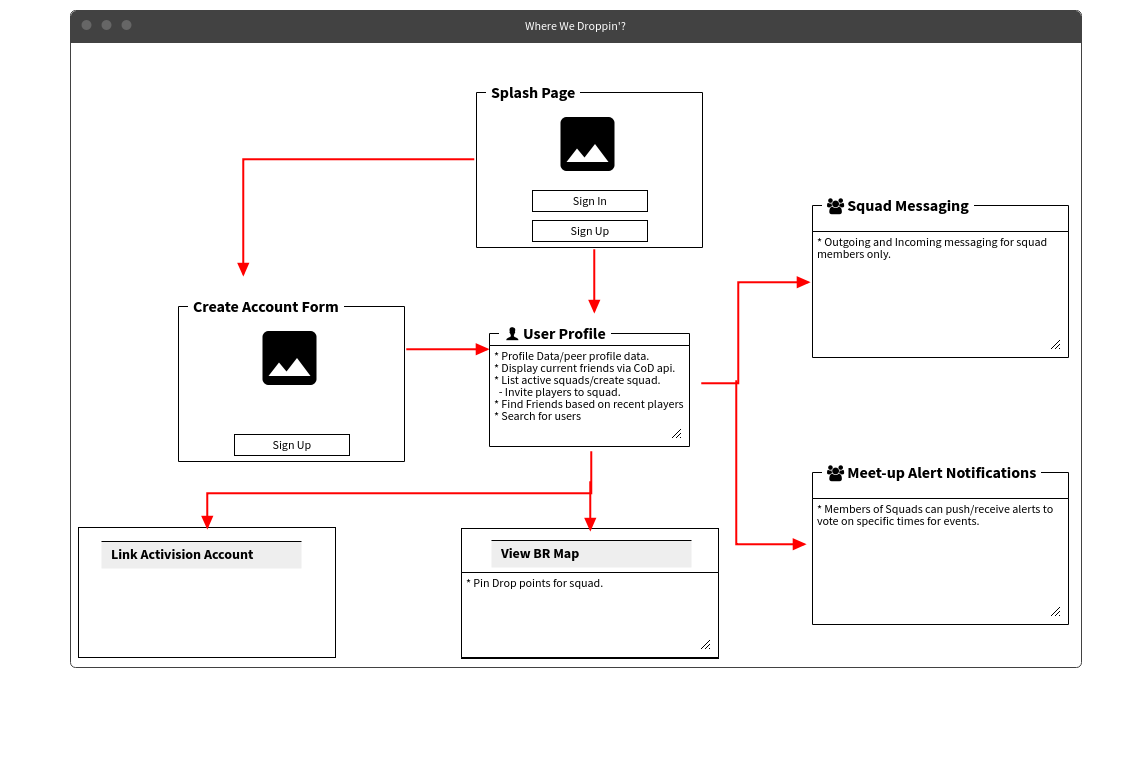 Where We Droppin'?
Splash Page
Sign In
Sign Up
Squad Messaging
* Outgoing and Incoming messaging for squad
members only.
Create Account Form
Sign Up
User Profile
* Profile Data/peer profile data.
* Display current friends via CoD api.
* List active squads/create squad.
- Invite players to squad.
* Find Friends based on recent players
* Search for users
Meet-up Alert Notifications
* Members of Squads can push/receive alerts to
vote on specific times for events.
Link Activision Account
View BR Map
* Pin Drop points for squad.